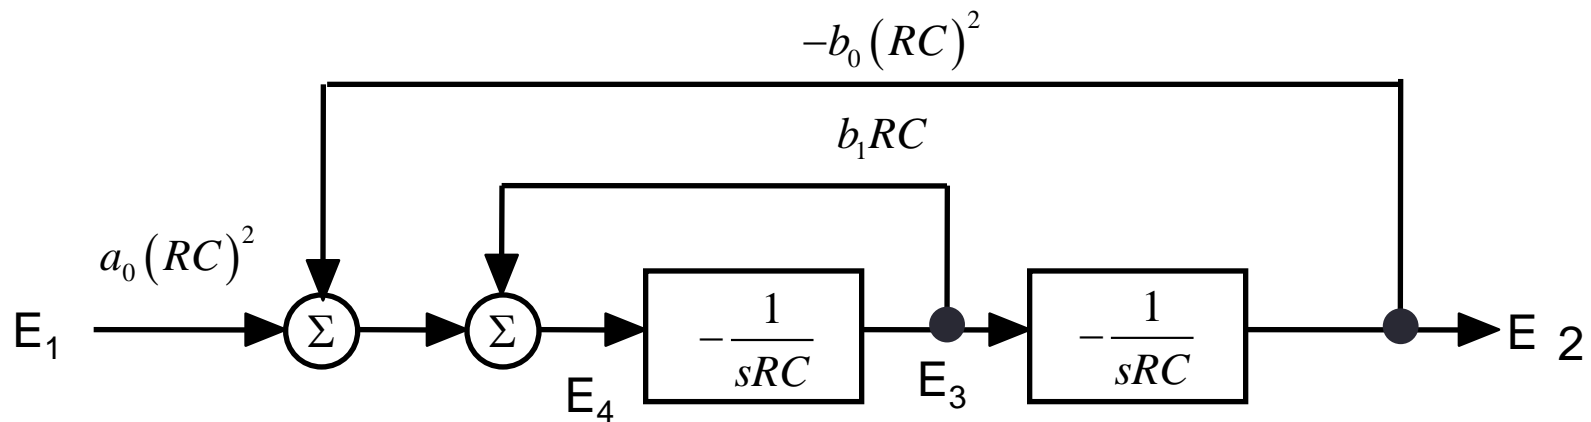 −b₀(RC)²
b₁RC
a₀(RC)²
E₁
Σ
Σ
E₄
−1/sRC
E₃
−1/sRC
E 2